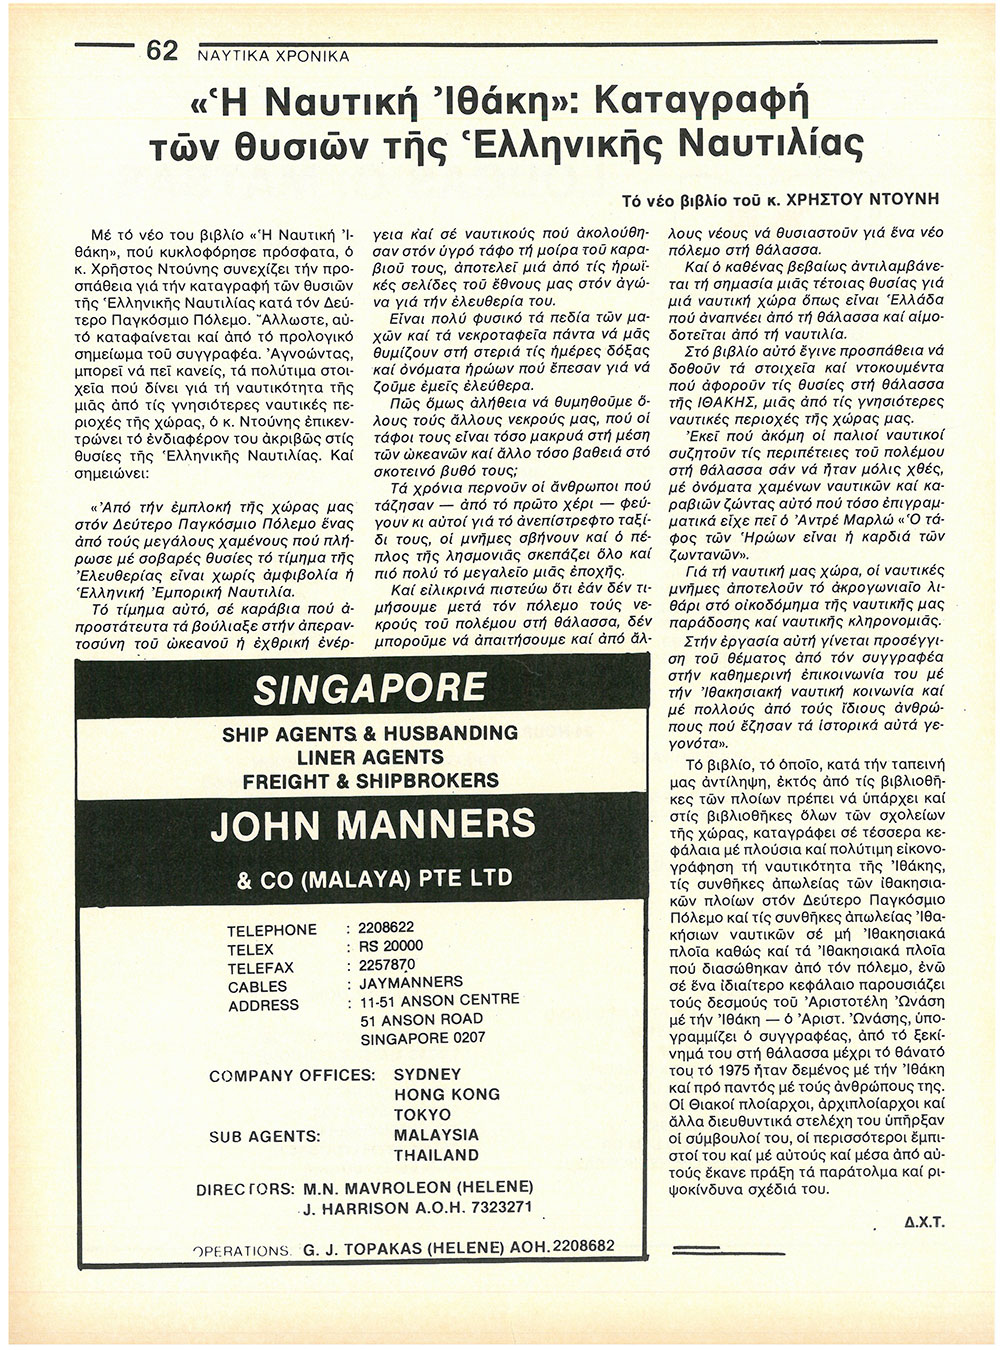 62 ΝΑΥΤΙΚΑ ΧΡΟΝΙΚΑ
«Ἡ Ναυτική Ἰθάκη»: Καταγραφή
τῶν θυσιῶν τῆς Ἑλληνικῆς Ναυτιλίας
Τό νέο βιβλίο τοῦ κ. ΧΡΗΣΤΟΥ ΝΤΟΥΝΗ
Μέ τό νέο του βιβλίο «Ἡ Ναυτική Ἰ-
θάκη», πού κυκλοφόρησε πρόσφατα, ὁ
κ. Χρῆστος Ντούνης συνεχίζει τήν προ-
σπάθεια γιά τήν καταγραφή τῶν θυσιῶν
τῆς Ἑλληνικῆς Ναυτιλίας κατά τόν Δεύ-
τερο Παγκόσμιο Πόλεμο. Ἄλλωστε, αὐ-
τό καταφαίνεται καί ἀπό τό προλογικό
σημείωμα τοῦ συγγραφέα. Ἀγνοώντας,
μπορεῖ νά πεῖ κανείς, τά πολύτιμα στοι-
χεῖα πού δίνει γιά τή ναυτικότητα τῆς
μιᾶς ἀπό τίς γνησιότερες ναυτικές πε-
ριοχές τῆς χώρας, ὁ κ. Ντούνης ἐπικεν-
τρώνει τό ἐνδιαφέρον του ἀκριβῶς στίς
θυσίες τῆς Ἑλληνικῆς Ναυτιλίας. Καί
σημειώνει:
«Ἀπό τήν ἐμπλοκή τῆς χώρας μας
στόν Δεύτερο Παγκόσμιο Πόλεμο ἕνας
ἀπό τούς μεγάλους χαμένους πού πλή-
ρωσε μέ σοβαρές θυσίες τό τίμημα τῆς
Ἐλευθερίας εἶναι χωρίς ἀμφιβολία ἡ
Ἑλληνική Ἐμπορική Ναυτιλία.
Τό τίμημα αὐτό, σέ καράβια πού ἀ-
προστάτευτα τά βούλιαξε στήν ἀπεραν-
τοσύνη τοῦ ὠκεανοῦ ἡ ἐχθρική ἐνέρ-
γεια καί σέ ναυτικούς πού ἀκολούθη-
σαν στόν ὑγρό τάφο τή μοίρα τοῦ καρα-
βιοῦ τους, ἀποτελεῖ μιά ἀπό τίς ἡρωϊ-
κές σελίδες τοῦ ἔθνους μας στόν ἀγώ-
να γιά τήν ἐλευθερία του.
Εἶναι πολύ φυσικό τά πεδία τῶν μα-
χῶν καί τά νεκροταφεῖα πάντα νά μᾶς
θυμίζουν στή στεριά τίς ἡμέρες δόξας
καί ὀνόματα ἡρώων πού ἔπεσαν γιά νά
ζοῦμε ἐμεῖς ἐλεύθερα.
Πῶς ὅμως ἀλήθεια νά θυμηθοῦμε ὅ-
λους τούς ἄλλους νεκρούς μας, πού οἱ
τάφοι τους εἶναι τόσο μακρυά στή μέση
τῶν ὠκεανῶν καί ἄλλο τόσο βαθειά στό
σκοτεινό βυθό τους;
Τά χρόνια περνοῦν οἱ ἄνθρωποι πού
τάζησαν — ἀπό τό πρῶτο χέρι — φεύ-
γουν κι αὐτοί γιά τό ἀνεπίστρεφτο ταξί-
δι τους, οἱ μνῆμες σβήνουν καί ὁ πέ-
πλος τῆς λησμονιᾶς σκεπάζει ὅλο καί
πιό πολύ τό μεγαλεῖο μιᾶς ἐποχῆς.
Καί εἰλικρινά πιστεύω ὅτι ἐάν δέν τι-
μήσουμε μετά τόν πόλεμο τούς νε-
κρούς τοῦ πολέμου στή θάλασσα, δέν
μποροῦμε νά ἀπαιτήσουμε καί ἀπό ἄλ-
λους νέους νά θυσιαστοῦν γιά ἕνα νέο
πόλεμο στή θάλασσα.
Καί ὁ καθένας βεβαίως ἀντιλαμβάνε-
ται τή σημασία μιᾶς τέτοιας θυσίας γιά
μιά ναυτική χώρα ὅπως εἶναι Ἑλλάδα
πού ἀναπνέει ἀπό τή θάλασσα καί αἱμο-
δοτεῖται ἀπό τή ναυτιλία.
Στό βιβλίο αὐτό ἔγινε προσπάθεια νά
δοθοῦν τά στοιχεῖα καί ντοκουμέντα
πού ἀφοροῦν τίς θυσίες στή θάλασσα
τῆς ΙΘΑΚΗΣ, μιᾶς ἀπό τίς γνησιότερες
ναυτικές περιοχές τῆς χώρας μας.
Ἐκεῖ πού ἀκόμη οἱ παλιοί ναυτικοί
συζητοῦν τίς περιπέτειες τοῦ πολέμου
στή θάλασσα σάν νά ἦταν μόλις χθές,
μέ ὀνόματα χαμένων ναυτικῶν καί κα-
ραβιῶν ζώντας αὐτό πού τόσο ἐπιγραμ-
ματικά εἶχε πεῖ ὁ Ἀντρέ Μαρλώ «Ὁ τά-
φος τῶν Ἡρώων εἶναι ἡ καρδιά τῶν
ζωντανῶν».
Γιά τή ναυτική μας χώρα, οἱ ναυτικές
μνῆμες ἀποτελοῦν τό ἀκρογωνιαῖο λι-
θάρι στό οἰκοδόμημα τῆς ναυτικῆς μας
παράδοσης καί ναυτικῆς κληρονομιᾶς.
Στήν ἐργασία αὐτή γίνεται προσέγγι-
ση τοῦ θέματος ἀπό τόν συγγραφέα
στήν καθημερινή ἐπικοινωνία του μέ
τήν Ἰθακησιακή ναυτική κοινωνία καί
μέ πολλούς ἀπό τούς ἴδιους ἀνθρώ-
πους πού ἔζησαν τά ἱστορικά αὐτά γε-
γονότα».
Τό βιβλίο, τό ὁποῖο, κατά τήν ταπεινή
μας ἀντίληψη, ἐκτός ἀπό τίς βιβλιοθῆ-
κες τῶν πλοίων πρέπει νά ὑπάρχει καί
στίς βιβλιοθῆκες ὅλων τῶν σχολείων
τῆς χώρας, καταγράφει σέ τέσσερα κε-
φάλαια μέ πλούσια καί πολύτιμη εἰκονο-
γράφηση τή ναυτικότητα τῆς Ἰθάκης,
τίς συνθῆκες ἀπωλείας τῶν ἰθακησια-
κῶν πλοίων στόν Δεύτερο Παγκόσμιο
Πόλεμο καί τίς συνθῆκες ἀπωλείας Ἰθα-
κήσιων ναυτικῶν σέ μή Ἰθακησιακά
πλοῖα καθώς καί τά Ἰθακησιακά πλοῖα
πού διασώθηκαν ἀπό τόν πόλεμο, ἐνῶ
σέ ἕνα ἰδιαίτερο κεφάλαιο παρουσιάζει
τούς δεσμούς τοῦ Ἀριστοτέλη Ὠνάση
μέ τήν Ἰθάκη — ὁ Ἀριστ. Ὠνάσης, ὑπο-
γραμμίζει ὁ συγγραφέας, ἀπό τό ξεκί-
νημά του στή θάλασσα μέχρι τό θάνατό
του τό 1975 ἦταν δεμένος μέ τήν Ἰθάκη
καί πρό παντός μέ τούς ἀνθρώπους της.
Οἱ Θιακοί πλοίαρχοι, ἀρχιπλοίαρχοι καί
ἄλλα διευθυντικά στελέχη του ὑπῆρξαν
οἱ σύμβουλοί του, οἱ περισσότεροι ἔμπι-
στοί του καί μέ αὐτούς καί μέσα ἀπό αὐ-
τούς ἔκανε πράξη τά παράτολμα καί ρι-
ψοκίνδυνα σχέδιά του.
Δ.Χ.Τ.
SINGAPORE
SHIP AGENTS & HUSBANDING
LINER AGENTS
FREIGHT & SHIPBROKERS
JOHN MANNERS
& CO (MALAYA) PTE LTD
TELEPHONE : 2208622
TELEX : RS 20000
TELEFAX : 2257870
CABLES : JAYMANNERS
ADDRESS : 11-51 ANSON CENTRE
51 ANSON ROAD
SINGAPORE 0207
COMPANY OFFICES: SYDNEY
HONG KONG
TOKYO
SUB AGENTS: MALAYSIA
THAILAND
DIRECTORS: M.N. MAVROLEON (HELENE)
J. HARRISON A.O.H. 7323271
OPERATIONS. G. J. TOPAKAS (HELENE) AOH. 2208682